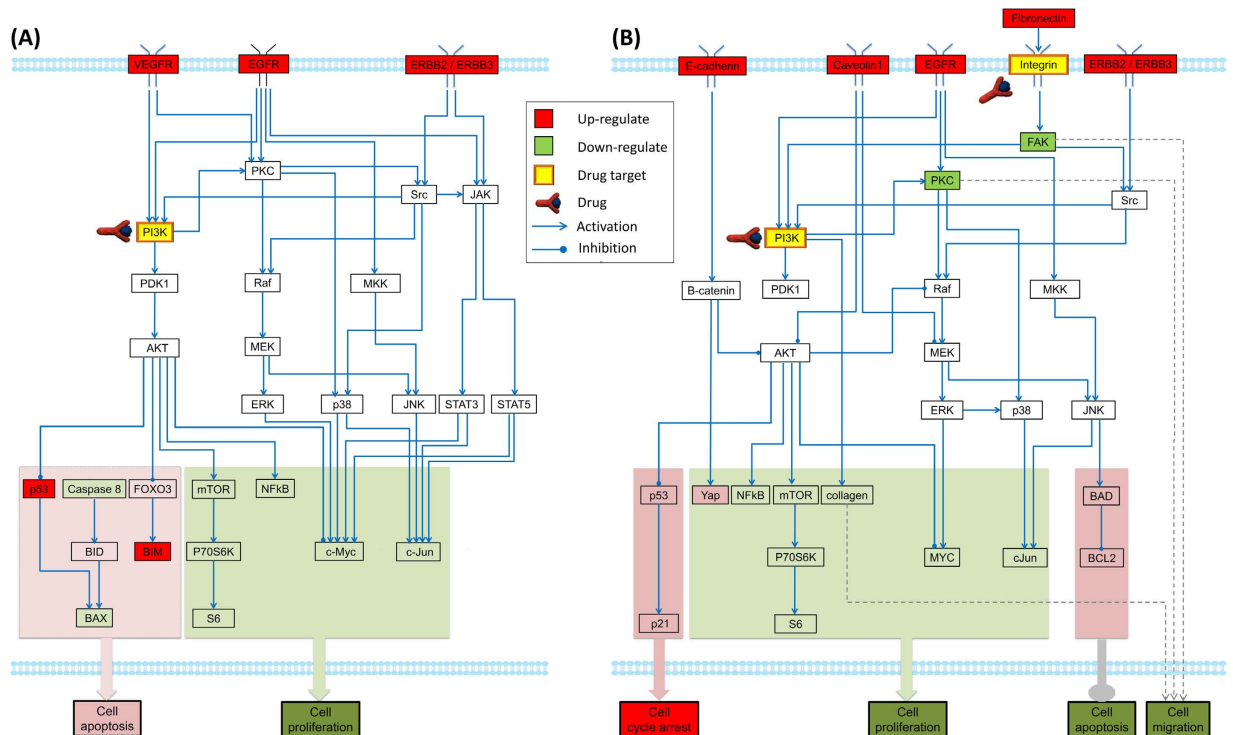 (A)
VEGFR
EGFR
ERBB2 / ERBB3
PKC
Src
JAK
PI3K
PDK1
Raf
MKK
AKT
MEK
ERK
p38
JNK
STAT3
STAT5
p53
Caspase 8
FOXO3
mTOR
NFkB
BID
BIM
P70S6K
c-Myc
c-Jun
BAX
S6
Cell
apoptosis
Cell
proliferation
Up-regulate
Down-regulate
Drug target
Drug
Activation
Inhibition
(B)
Fibronectin
E-cadherin
Caveolin1
EGFR
Integrin
ERBB2 / ERBB3
FAK
PKC
Src
PI3K
B-catenin
PDK1
Raf
MKK
AKT
MEK
ERK
p38
JNK
p53
Yap
NFkB
mTOR
collagen
BAD
P70S6K
MYC
cJun
BCL2
p21
S6
Cell
cycle arrest
Cell
proliferation
Cell
apoptosis
Cell
migration